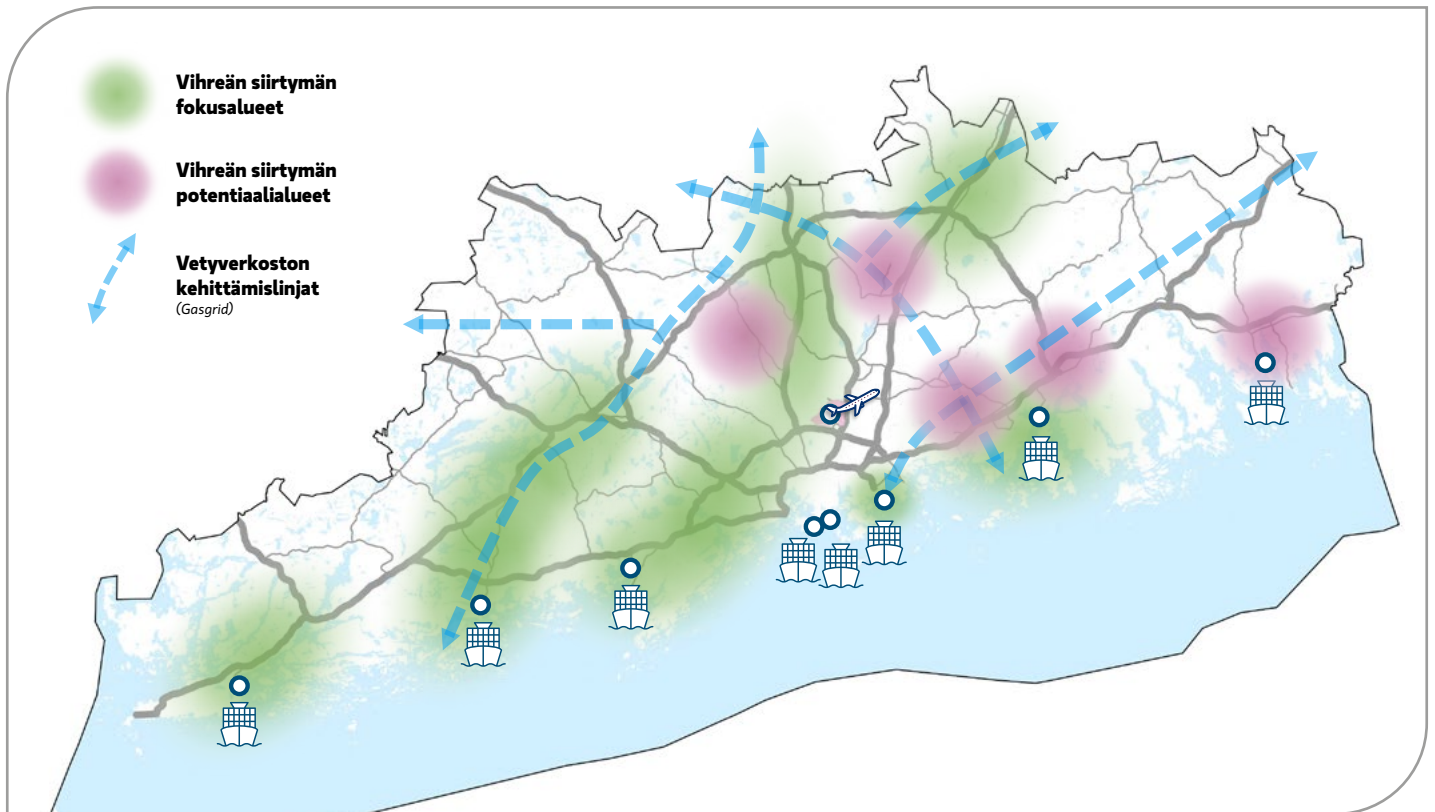 Vihreän siirtymän
fokusalueet
Vihreän siirtymän
potentiaalialueet
Vetyverkoston
kehittämislinjat
(Gasgrid)